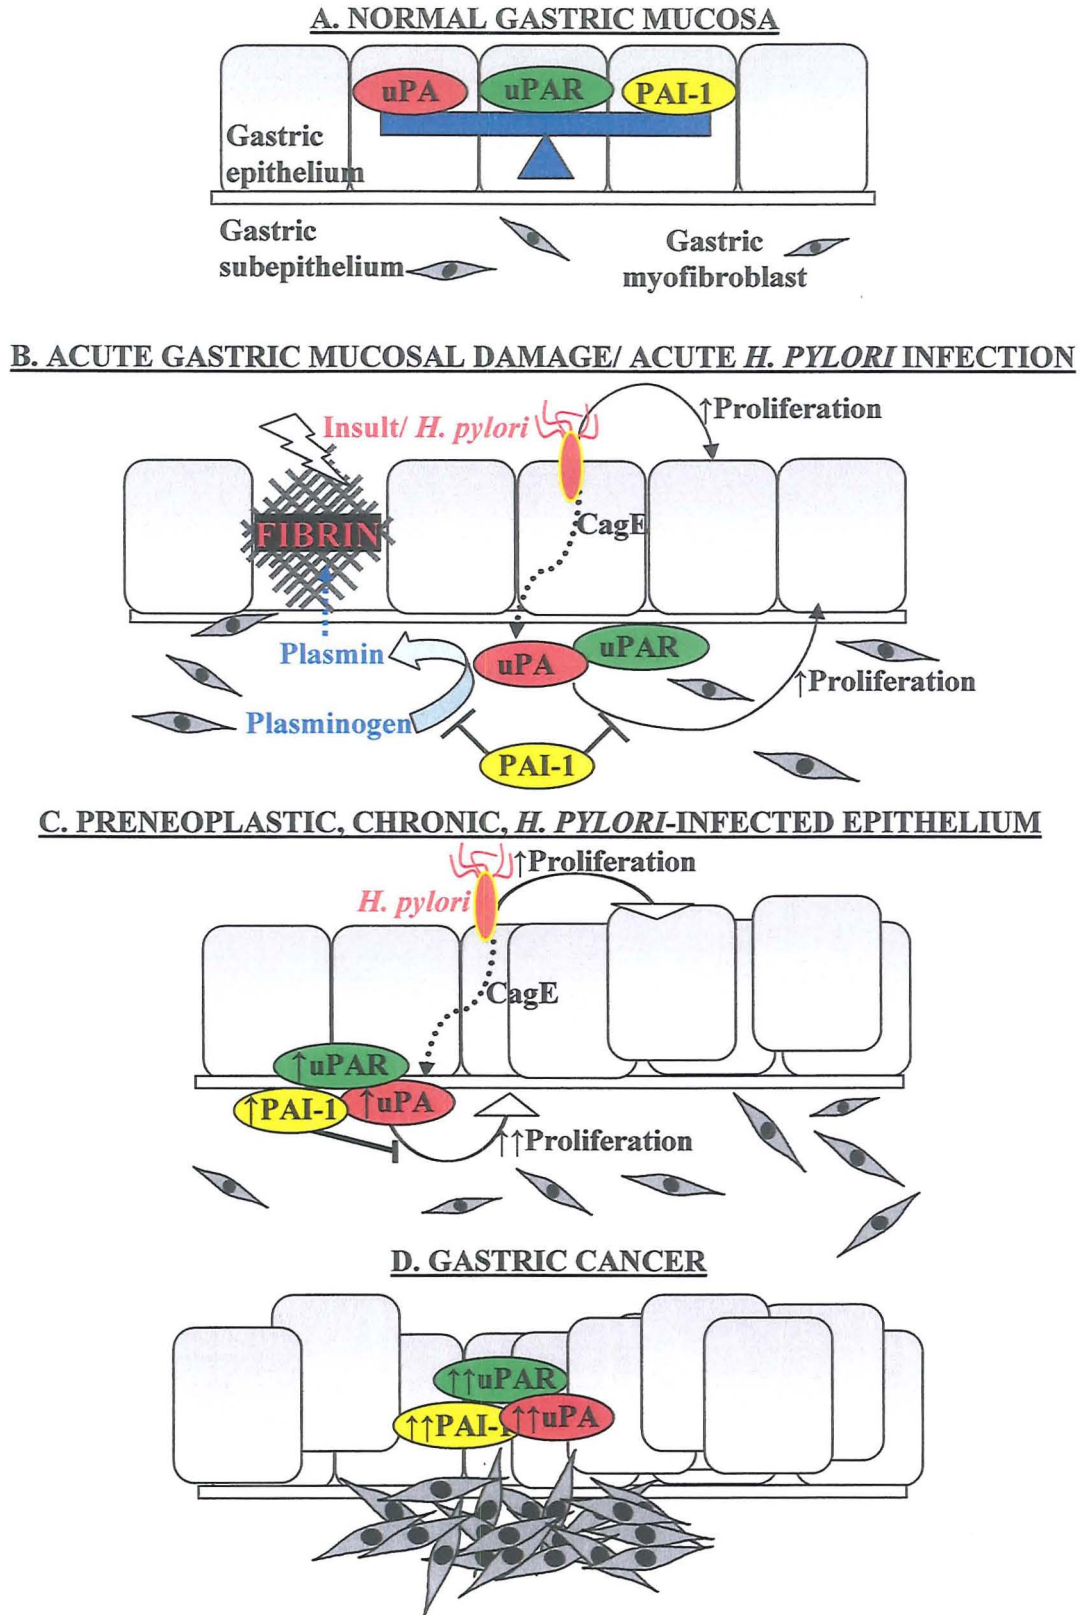 A. NORMAL GASTRIC MUCOSA
uPA
uPAR
PAI-1
Gastric
epithelium
Gastric
subepithelium
Gastric
myofibroblast
B. ACUTE GASTRIC MUCOSAL DAMAGE/ ACUTE H. PYLORI INFECTION
Insult/ H. pylori
↑Proliferation
FIBRIN
CagE
Plasmin
uPA
uPAR
↑Proliferation
Plasminogen
PAI-1
C. PRENEOPLASTIC, CHRONIC, H. PYLORI-INFECTED EPITHELIUM
↑Proliferation
H. pylori
CagE
↑uPAR
↑PAI-1
↑uPA
↑↑Proliferation
D. GASTRIC CANCER
↑↑uPAR
↑↑PAI-1
↑↑uPA